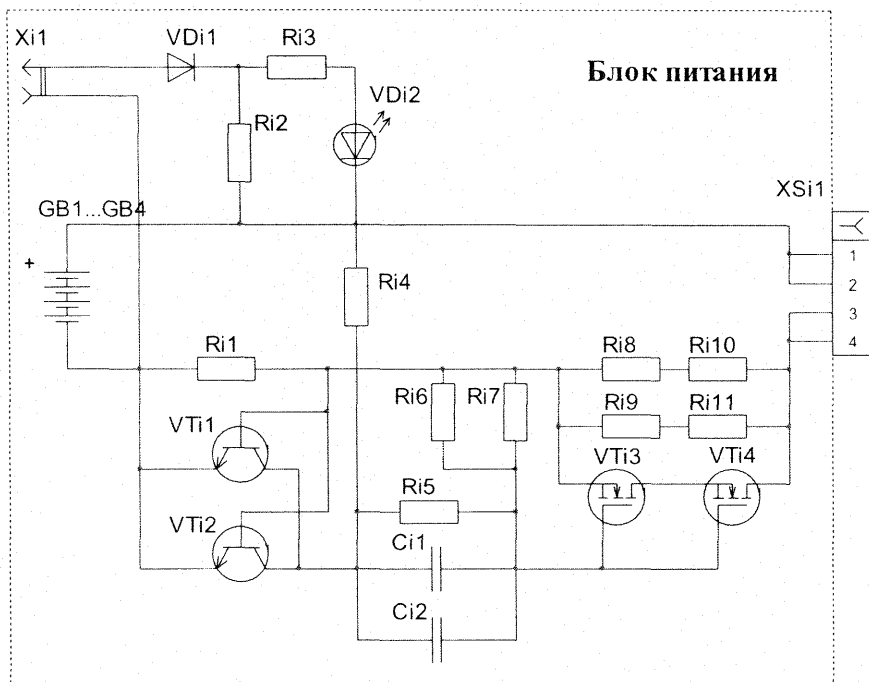 Xi1
VDi1
Ri3
Блок питания
VDi2
Ri2
XSi1
GB1...GB4
+
1
Ri4
2
3
4
Ri1
Ri8
Ri10
Ri6
Ri7
Ri9
Ri11
VTi1
VTi3
VTi4
Ri5
VTi2
Ci1
Ci2